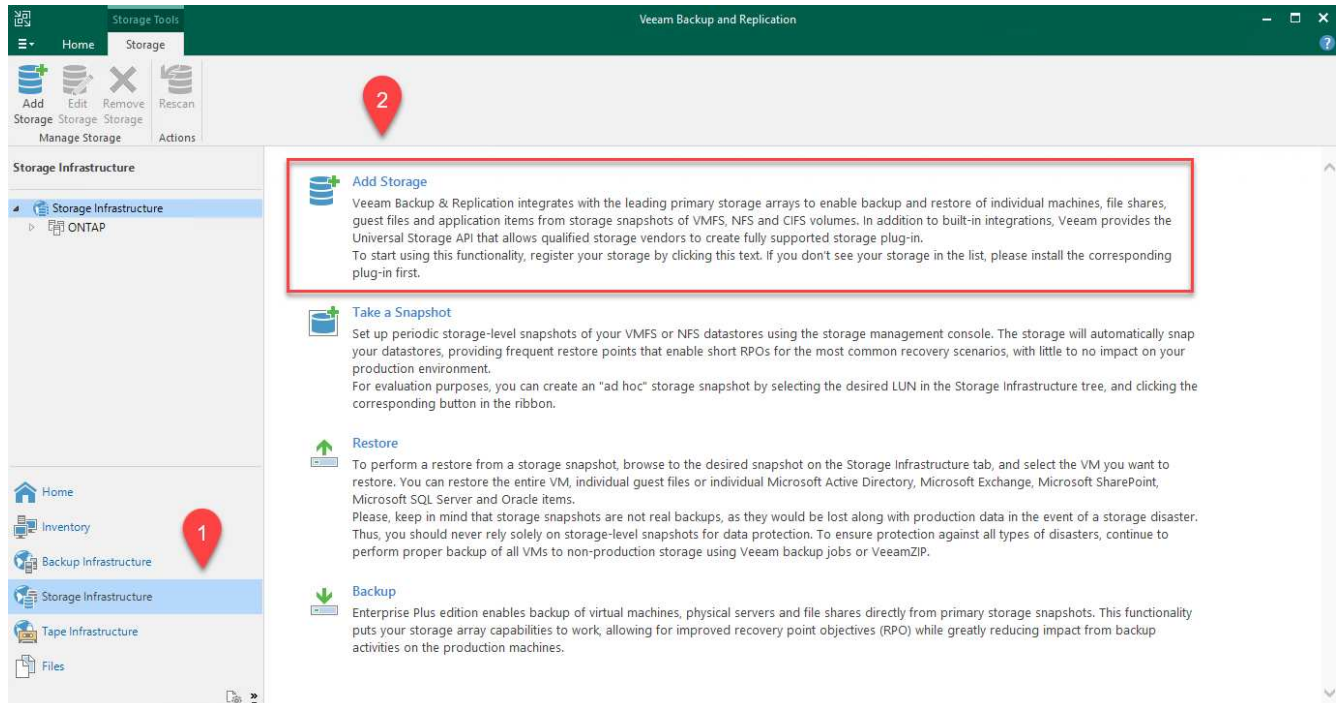 Storage Tools
Veeam Backup and Replication
Home
Storage
Add Storage
Edit Storage
Remove Storage
Rescan
Manage Storage
Actions
2
Storage Infrastructure
Storage Infrastructure
ONTAP
Add Storage
Veeam Backup & Replication integrates with the leading primary storage arrays to enable backup and restore of individual machines, file shares,
guest files and application items from storage snapshots of VMFS, NFS and CIFS volumes. In addition to built-in integrations, Veeam provides the
Universal Storage API that allows qualified storage vendors to create fully supported storage plug-in.
To start using this functionality, register your storage by clicking this text. If you don't see your storage in the list, please install the corresponding
plug-in first.
Take a Snapshot
Set up periodic storage-level snapshots of your VMFS or NFS datastores using the storage management console. The storage will automatically snap
your datastores, providing frequent restore points that enable short RPOs for the most common recovery scenarios, with little to no impact on your
production environment.
For evaluation purposes, you can create an "ad hoc" storage snapshot by selecting the desired LUN in the Storage Infrastructure tree, and clicking the
corresponding button in the ribbon.
Restore
To perform a restore from a storage snapshot, browse to the desired snapshot on the Storage Infrastructure tab, and select the VM you want to
restore. You can restore the entire VM, individual guest files or individual Microsoft Active Directory, Microsoft Exchange, Microsoft SharePoint,
Microsoft SQL Server and Oracle items.
Please, keep in mind that storage snapshots are not real backups, as they would be lost along with production data in the event of a storage disaster.
Thus, you should never rely solely on storage-level snapshots for data protection. To ensure protection against all types of disasters, continue to
perform proper backup of all VMs to non-production storage using Veeam backup jobs or VeeamZIP.
Backup
Enterprise Plus edition enables backup of virtual machines, physical servers and file shares directly from primary storage snapshots. This functionality
puts your storage array capabilities to work, allowing for improved recovery point objectives (RPO) while greatly reducing impact from backup
activities on the production machines.
Home
Inventory
1
Backup Infrastructure
Storage Infrastructure
Tape Infrastructure
Files